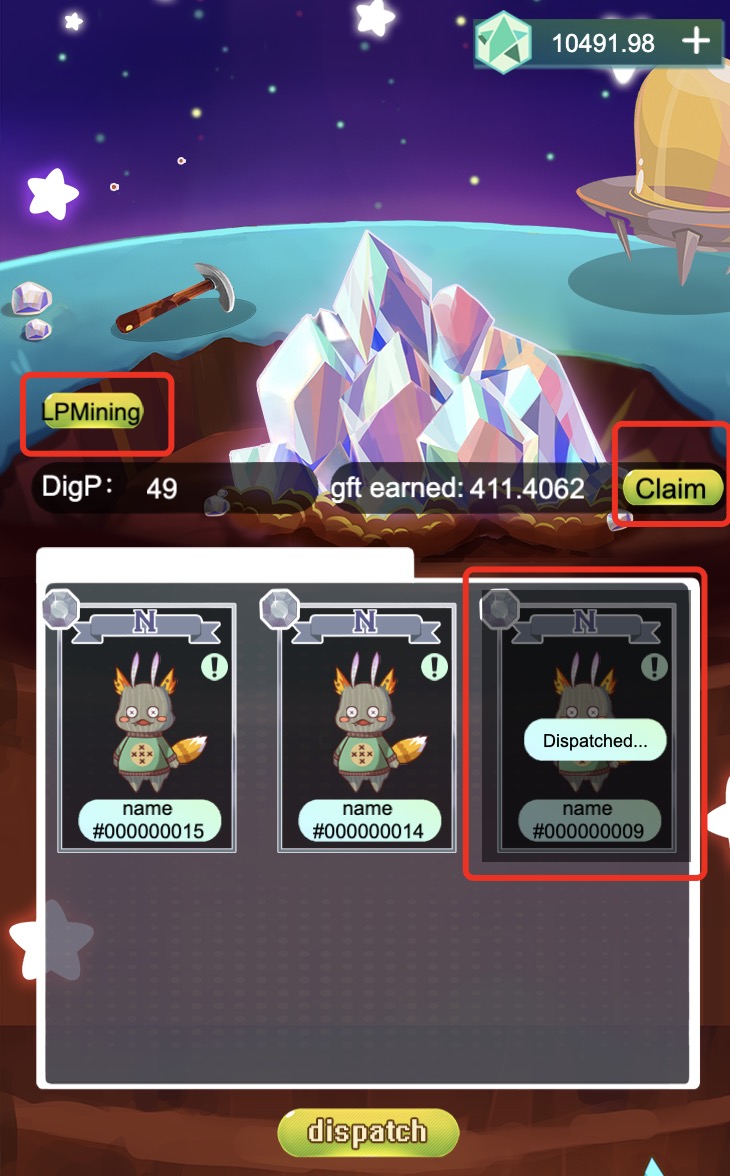 10491.98 +
LPMining
DigP: 49
gft earned: 411.4062
Claim
N
name
#000000015
N
name
#000000014
N
Dispatched...
name
#000000009
dispatch